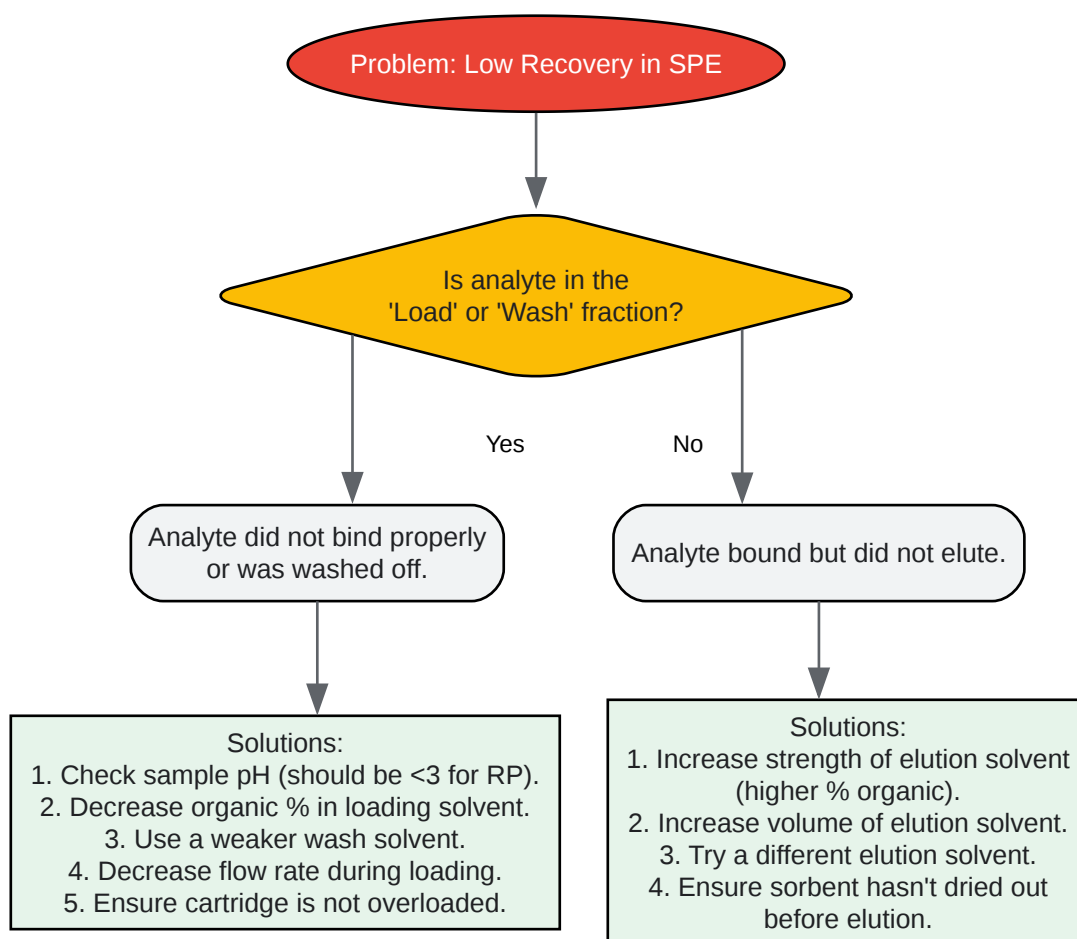 Problem: Low Recovery in SPE
Is analyte in the
'Load' or 'Wash' fraction?
Yes
No
Analyte did not bind properly
or was washed off.
Analyte bound but did not elute.
Solutions:
1. Check sample pH (should be <3 for RP).
2. Decrease organic % in loading solvent.
3. Use a weaker wash solvent.
4. Decrease flow rate during loading.
5. Ensure cartridge is not overloaded.
Solutions:
1. Increase strength of elution solvent
(higher % organic).
2. Increase volume of elution solvent.
3. Try a different elution solvent.
4. Ensure sorbent hasn't dried out
before elution.